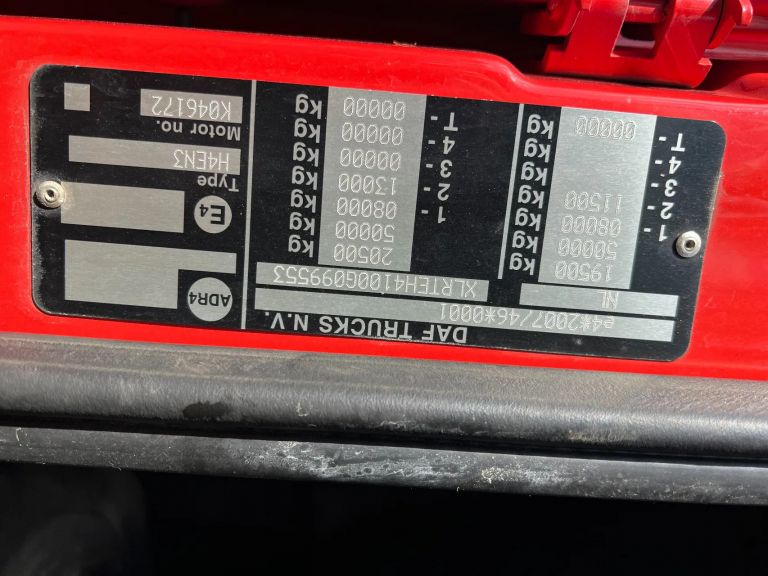 DAF TRUCKS N.V.
e4*2007/46*0001
NL
XLRTEH4100G099553
19500 kg
50000 kg
1 - 08000 kg
2 - 11500 kg
3 - kg
4 - kg
T - 00000 kg
20500 kg
50000 kg
1 - 08000 kg
2 - 13000 kg
3 - 00000 kg
4 - 00000 kg
T - 00000 kg
ADR4
E4
Type
H4EN3
Motor no.
K046172